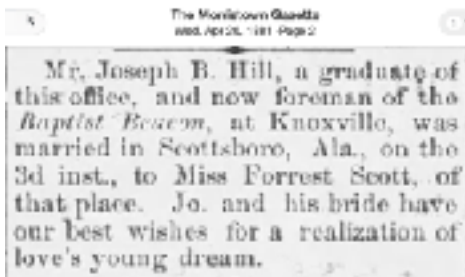 The Morristown Gazette
Wed, Apr 20, 1881 · Page 2
Mr. Joseph B. Hill, a graduate of
this office, and now foreman of the
Baptist Beacon, at Knoxville, was
married in Scottsboro, Ala., on the
3d inst., to Miss Forrest Scott, of
that place. Jo. and his bride have
our best wishes for a realization of
love's young dream.